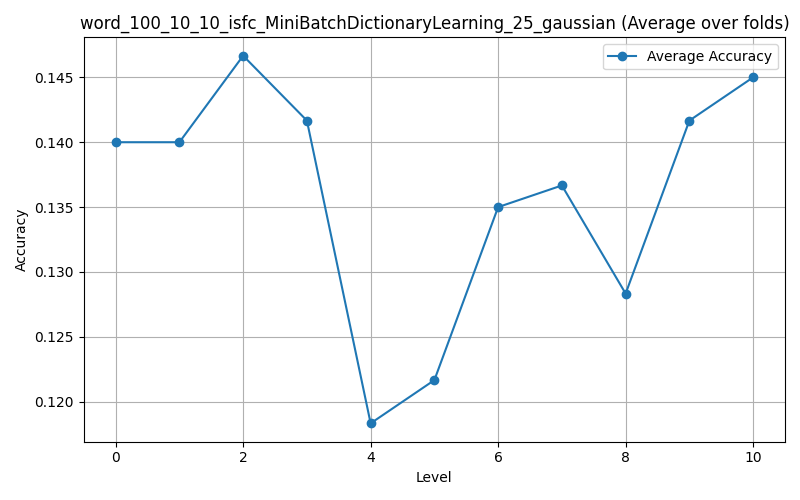 word_100_10_10_isfc_MiniBatchDictionaryLearning_25_gaussian (Average over folds)
Average Accuracy
0.145
0.140
0.135
0.130
0.125
0.120
Accuracy
0 2 4 6 8 10
Level